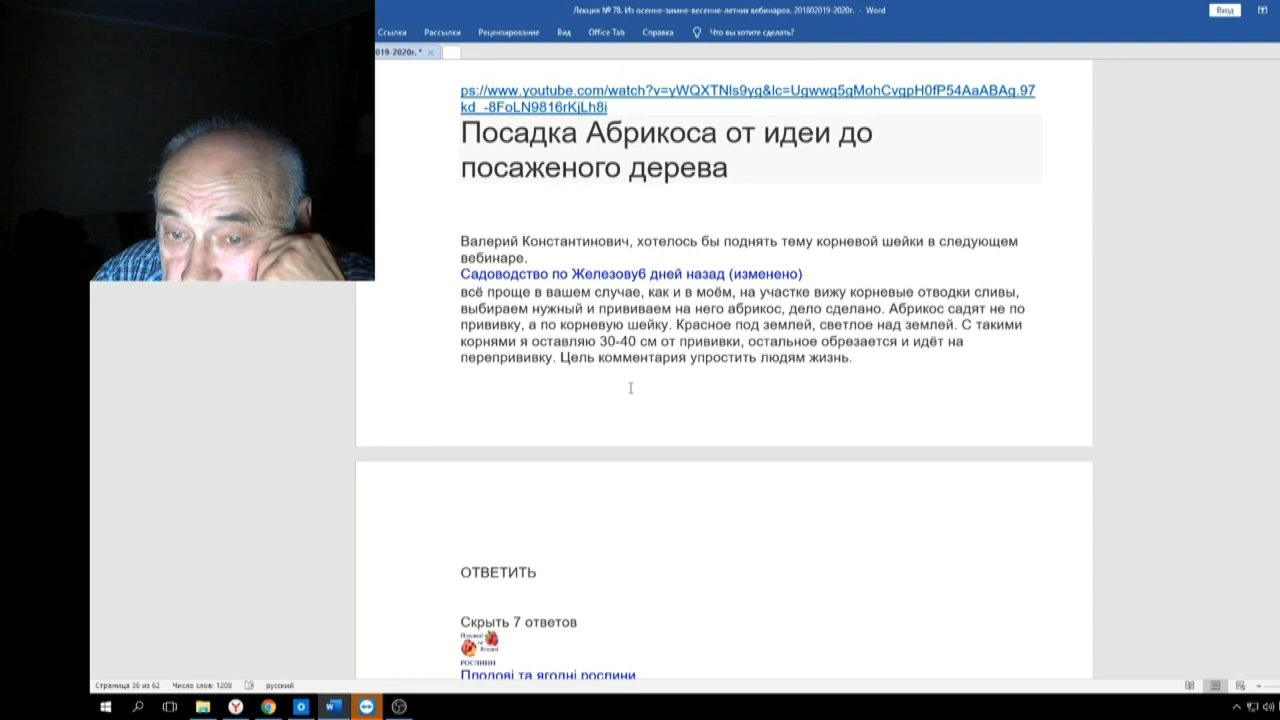 Лекция № 78. Из осенне-зимне-весенне-летних вебинаров. 201802019-2020г. - Word
Вход
Ссылки Рассылки Рецензирование Вид Office Tab Справка Что вы хотите сделать?
019-2020г. *
ps://www.youtube.com/watch?v=yWQXTNIs9yg&lc=Ugwwg5gMohCvgpH0fP54AaABAg.97
kd_-8FoLN9816rKjLh8i
Посадка Абрикоса от идеи до
посаженого дерева
Валерий Константинович, хотелось бы поднять тему корневой шейки в следующем
вебинаре.
Садоводство по Железову6 дней назад (изменено)
всё проще в вашем случае, как и в моём, на участке вижу корневые отводки сливы,
выбираем нужный и прививаем на него абрикос, дело сделано. Абрикос садят не по
прививку, а по корневую шейку. Красное под землей, светлое над землей. С такими
корнями я оставляю 30-40 см от прививки, остальное обрезается и идёт на
перепрививку. Цель комментария упростить людям жизнь.
ОТВЕТИТЬ
Скрыть 7 ответов
Плодові та ягідні рослини
Страница 36 из 62 Число слов: 1208 русский